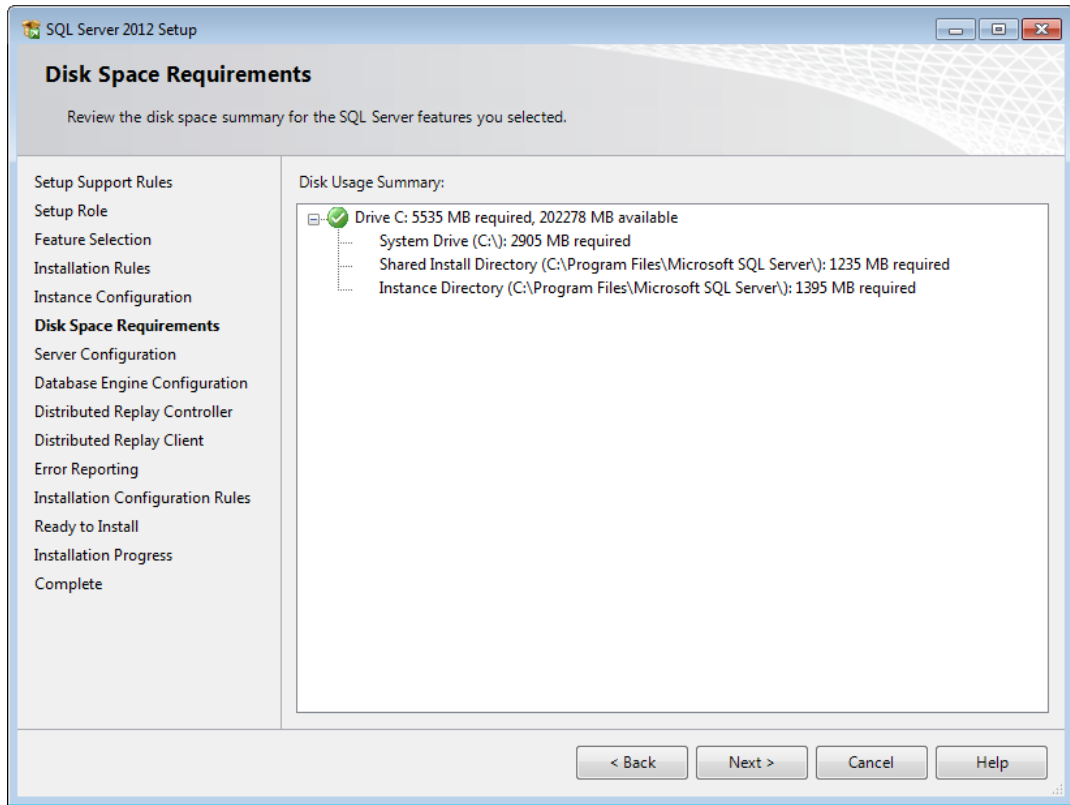 SQL Server 2012 Setup
Disk Space Requirements
Review the disk space summary for the SQL Server features you selected.
Setup Support Rules
Setup Role
Feature Selection
Installation Rules
Instance Configuration
Disk Space Requirements
Server Configuration
Database Engine Configuration
Distributed Replay Controller
Distributed Replay Client
Error Reporting
Installation Configuration Rules
Ready to Install
Installation Progress
Complete
Disk Usage Summary:
Drive C: 5535 MB required, 202278 MB available
System Drive (C:\): 2905 MB required
Shared Install Directory (C:\Program Files\Microsoft SQL Server\): 1235 MB required
Instance Directory (C:\Program Files\Microsoft SQL Server\): 1395 MB required
< Back
Next >
Cancel
Help